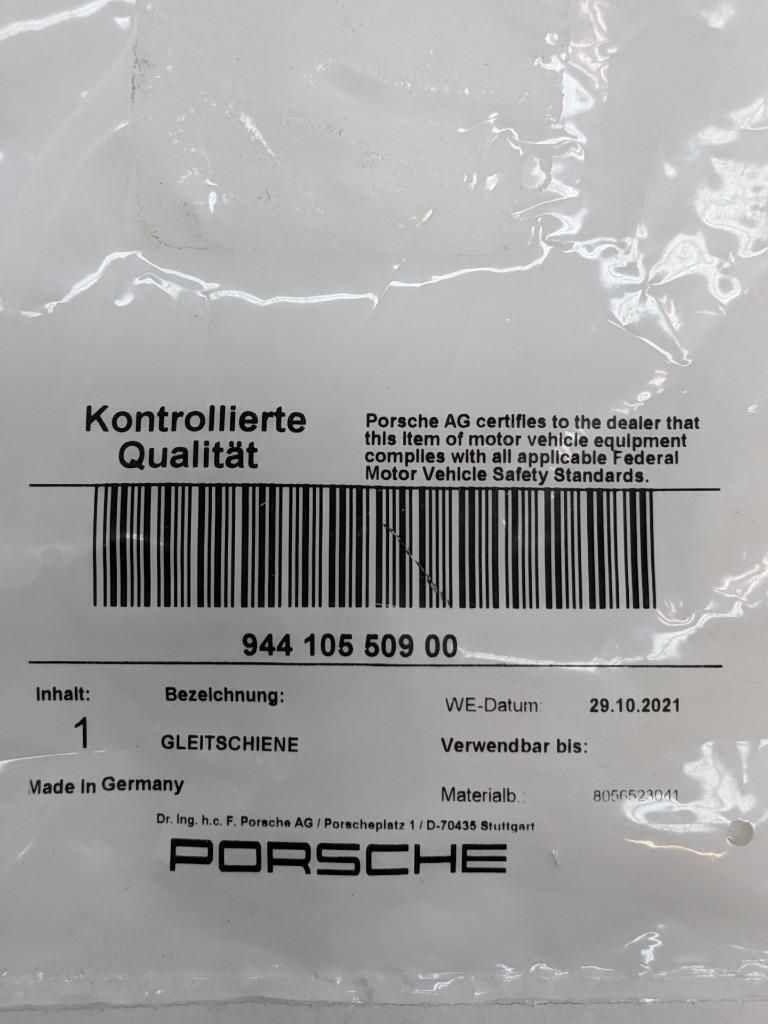 Kontrollierte
Qualität
Porsche AG certifies to the dealer that
this item of motor vehicle equipment
complies with all applicable Federal
Motor Vehicle Safety Standards.
944 105 509 00
Inhalt:
1
Bezeichnung:
GLEITSCHIENE
WE-Datum: 29.10.2021
Verwendbar bis:
Made in Germany
Materialb.: 8056523041
Dr. Ing. h.c. F. Porsche AG / Porscheplatz 1 / D-70435 Stuttgart
PORSCHE